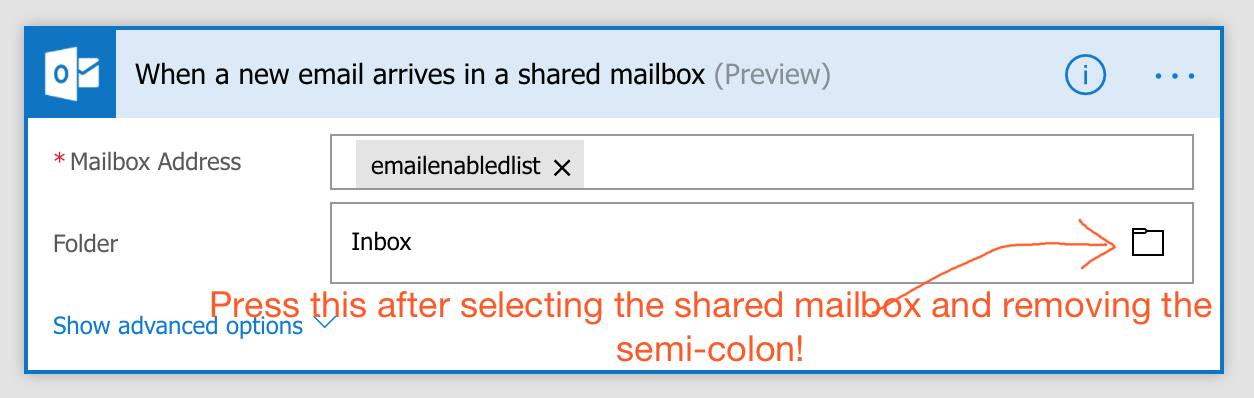 When a new email arrives in a shared mailbox (Preview)
* Mailbox Address
emailenabledlist
Folder
Inbox
Press this after selecting the shared mailbox and removing the
semi-colon!
Show advanced options